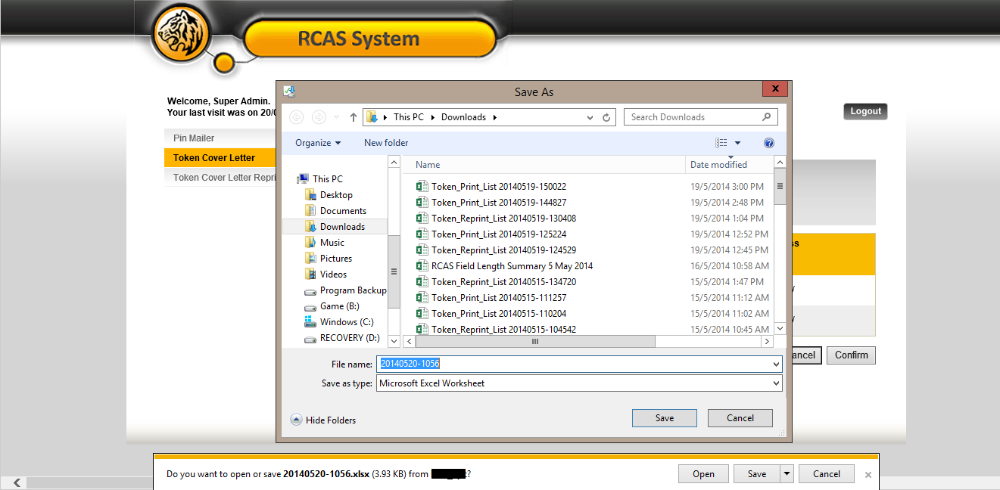 RCAS System
Welcome, Super Admin.
Your last visit was on 20/0
Logout
Pin Mailer
Token Cover Letter
Token Cover Letter Repri
Save As
x
This PC
Downloads
Search Downloads
Organize
New folder
?
Name
Date modified
This PC
Desktop
Documents
Downloads
Music
Pictures
Videos
Program Backup
Game (B:)
Windows (C:)
RECOVERY (D:)
Token_Print_List 20140519-150022 19/5/2014 3:00 PM
Token_Print_List 20140519-144827 19/5/2014 2:48 PM
Token_Reprint_List 20140519-130408 19/5/2014 1:04 PM
Token_Print_List 20140519-125224 19/5/2014 12:52 PM
Token_Reprint_List 20140519-124529 19/5/2014 12:45 PM
RCAS Field Length Summary 5 May 2014 16/5/2014 10:58 AM
Token_Reprint_List 20140515-134720 15/5/2014 1:47 PM
Token_Print_List 20140515-111257 15/5/2014 11:12 AM
Token_Print_List 20140515-110204 15/5/2014 11:02 AM
Token_Reprint_List 20140515-104542 15/5/2014 10:45 AM
File name: 20140520-1056
Save as type: Microsoft Excel Worksheet
Hide Folders
Save
Cancel
ss
y
y
ancel
Confirm
Do you want to open or save 20140520-1056.xlsx (3.93 KB) from ?
Open
Save
Cancel
×